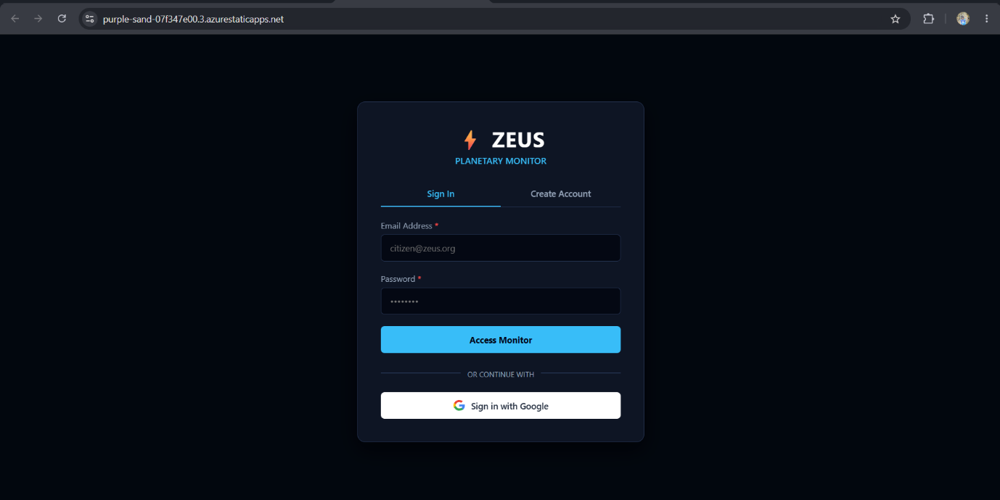 purple-sand-07f347e00.3.azurestaticapps.net
ZEUS
PLANETARY MONITOR
Sign In Create Account
Email Address *
citizen@zeus.org
Password *
••••••••
Access Monitor
OR CONTINUE WITH
Sign in with Google